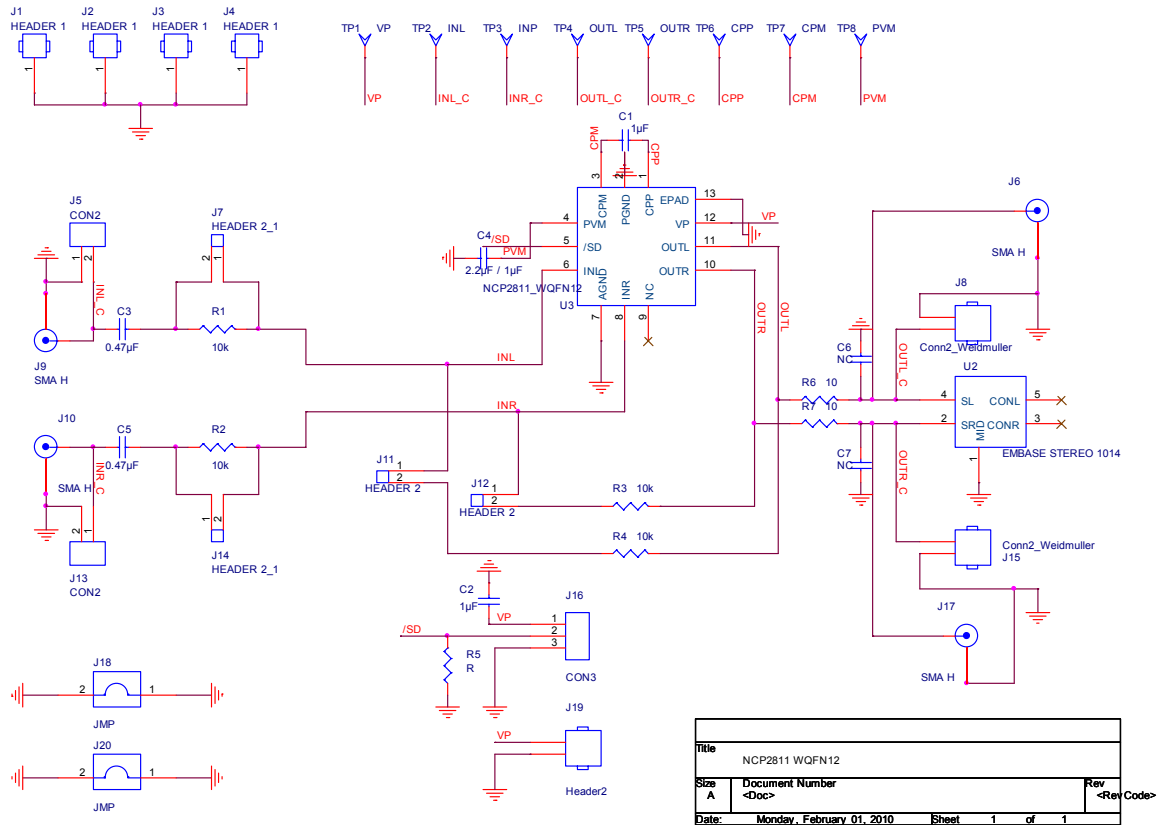 J1
HEADER 1
1
J2
HEADER 1
1
J3
HEADER 1
1
J4
HEADER 1
1
TP1 VP
VP
TP2 INL
INL_C
TP3 INP
INR_C
TP4 OUTL
OUTL_C
TP5 OUTR
OUTR_C
TP6 CPP
CPP
TP7 CPM
CPM
TP8 PVM
PVM
C1
1µF
CPM
CPP
3
2
1
CPM
PGND
CPP
4 PVM
5 /SD
6 INL
EPAD 13
VP 12
OUTL 11
OUTR 10
AGND
INR
NC
7
8
9
VP
C4
/SD
PVM
2.2µF / 1µF
NCP2811_WQFN12
U3
J5
CON2
1
2
INL_C
J7
HEADER 2_1
2
1
C3
0.47µF
R1
10k
J9
SMA H
INL
J10
SMA H
C5
0.47µF
R2
10k
INR
INR_C
2
1
J13
CON2
1
2
J14
HEADER 2_1
J11
1
2
HEADER 2
J12
1
2
HEADER 2
R3 10k
R4 10k
OUTR
OUTL
R6 10
R7 10
C6
NC
C7
NC
OUTL_C
OUTR_C
J6
SMA H
J8
Conn2_Weidmuller
U2
4 SL CONL 5
2 SR CONR 3
MID
1
EMBASE STEREO 1014
Conn2_Weidmuller
J15
J17
SMA H
C2
1µF
VP
/SD
R5
R
J16
1
2
3
CON3
J19
VP
Header2
J18
2 1
JMP
J20
2 1
JMP
Title
NCP2811 WQFN12
Size
A
Document Number
<Doc>
Rev
<RevCode>
Date: Monday, February 01, 2010 Sheet 1 of 1